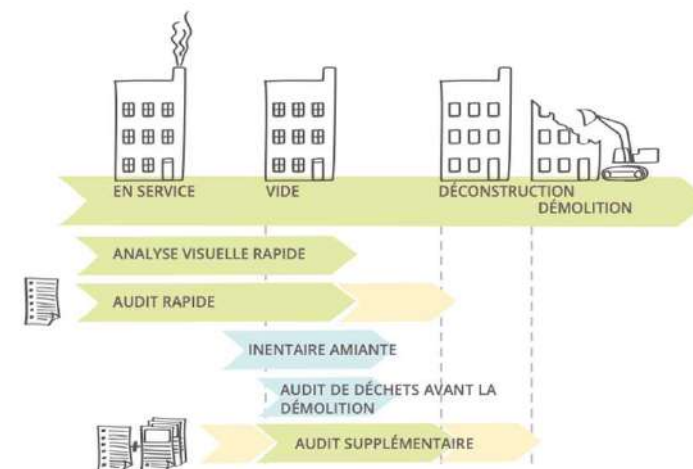 EN SERVICE
VIDE
DÉCONSTRUCTION
DÉMOLITION
ANALYSE VISUELLE RAPIDE
AUDIT RAPIDE
INENTAIRE AMIANTE
AUDIT DE DÉCHETS AVANT LA
DÉMOLITION
AUDIT SUPPLÉMENTAIRE